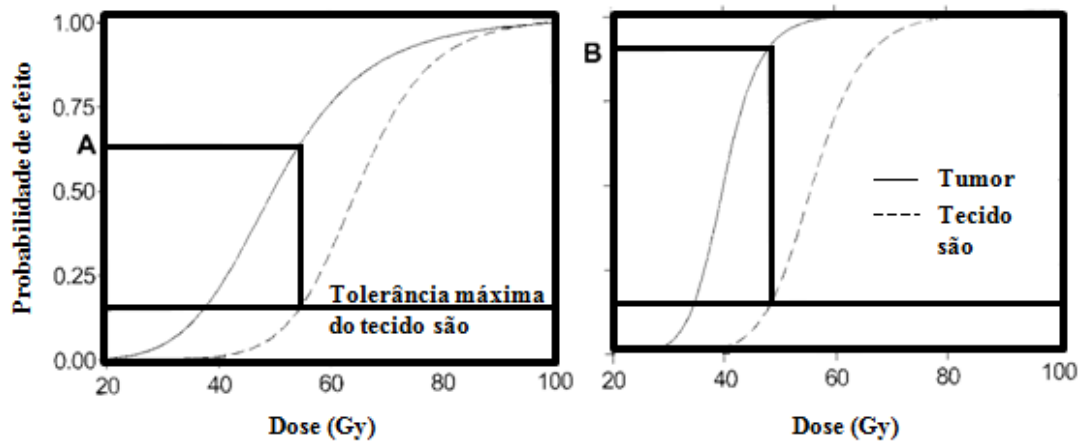 Probabilidade de efeito
1.00
0.75
A
0.50
0.25
0.00
Tolerância máxima
do tecido são
20 40 60 80 100
Dose (Gy)
B
Tumor
Tecido
são
20 40 60 80 100
Dose (Gy)